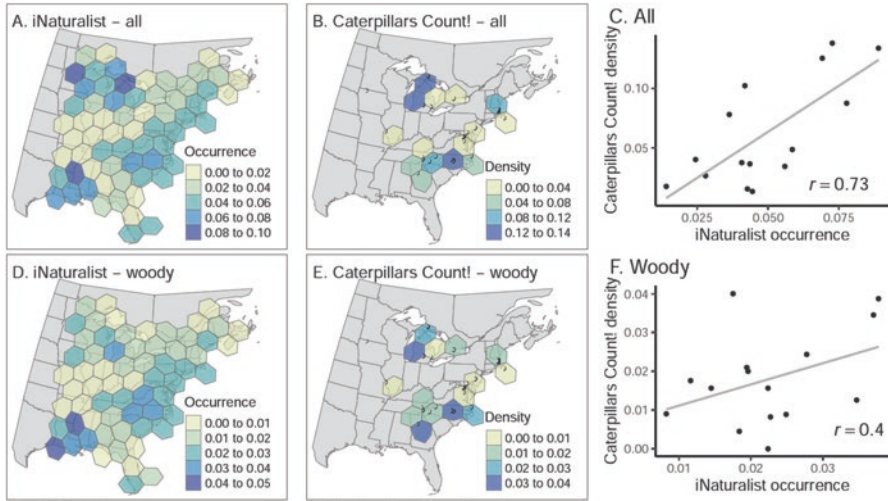 A. iNaturalist – all
Occurrence
0.00 to 0.02
0.02 to 0.04
0.04 to 0.06
0.06 to 0.08
0.08 to 0.10
B. Caterpillars Count! – all
Density
0.00 to 0.04
0.04 to 0.08
0.08 to 0.12
0.12 to 0.14
C. All
Caterpillars Count! density
0.10
0.05
r = 0.73
0.025
0.050
0.075
iNaturalist occurrence
D. iNaturalist – woody
Occurrence
0.00 to 0.01
0.01 to 0.02
0.02 to 0.03
0.03 to 0.04
0.04 to 0.05
E. Caterpillars Count! – woody
Density
0.00 to 0.01
0.01 to 0.02
0.02 to 0.03
0.03 to 0.04
F. Woody
Caterpillars Count! density
0.04
0.03
0.02
0.01
0.00
r = 0.4
0.01
0.02
0.03
iNaturalist occurrence